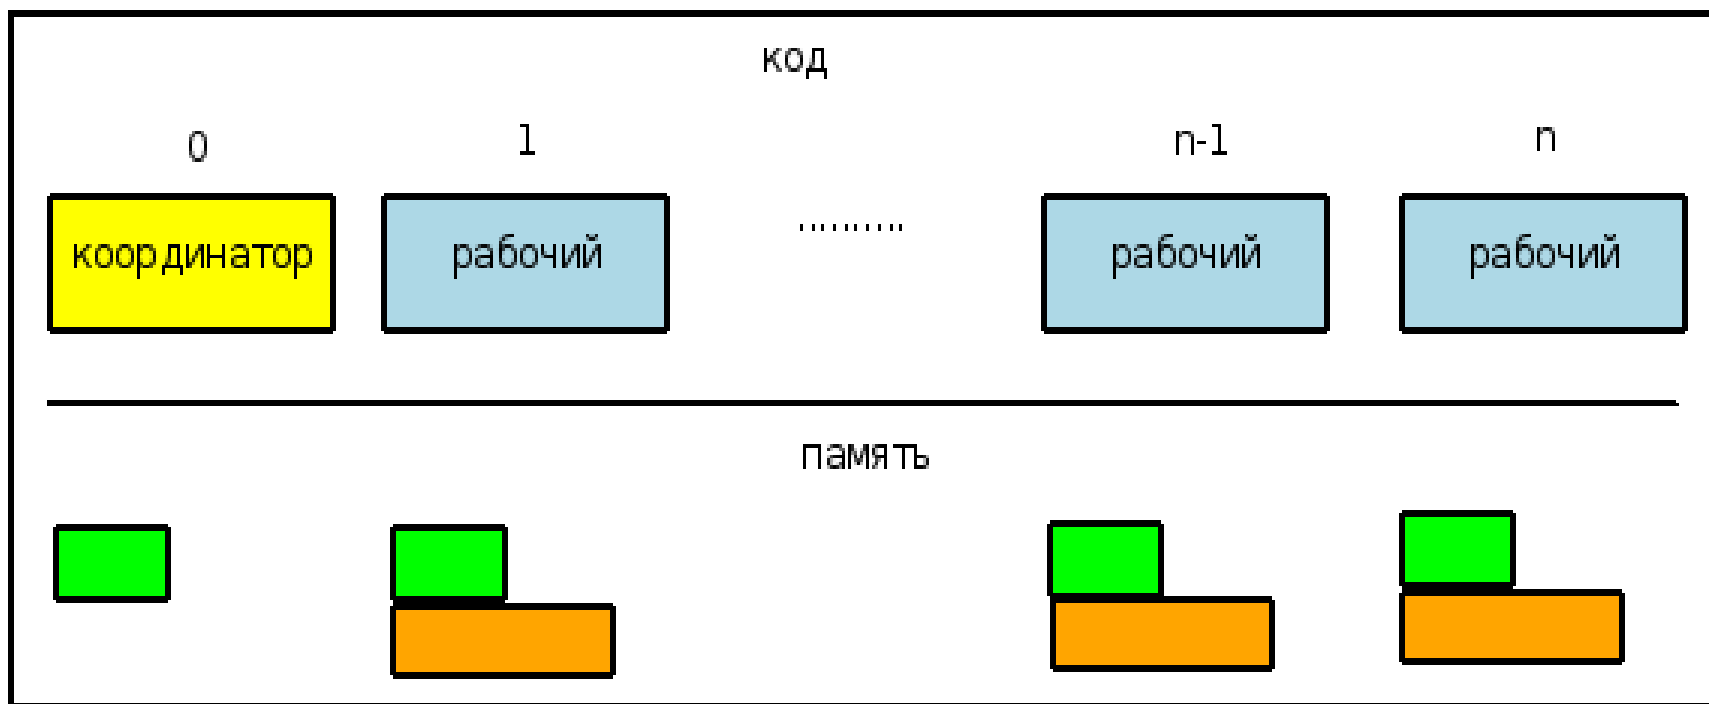 код
0 1 n-1 n
координатор рабочий .......... рабочий рабочий
память